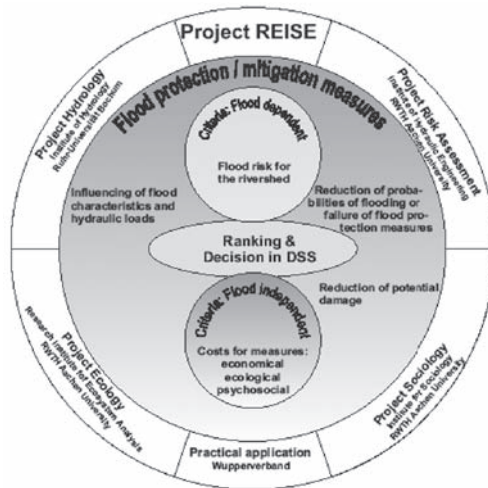 Project REISE
Project Hydrology
Institute of Hydrology
Ruhr-Universität Bochum
Project Risk Assessment
Institute of Hydraulic Engineering
RWTH Aachen University
Flood protection / mitigation measures
Criteria: Flood dependent
Flood risk for
the rivershed
Influencing of flood
characteristics and
hydraulic loads
Reduction of proba-
bilities of flooding or
failure of flood pro-
tection measures
Ranking &
Decision in DSS
Reduction of potential
damage
Criteria: Flood independent
Costs for measures:
economical
ecological
psychosocial
Project Ecology
Research Institute for Ecosystem Analysis
RWTH Aachen University
Project Sociology
Institute for Sociology
RWTH Aachen University
Practical application
Wupperverband